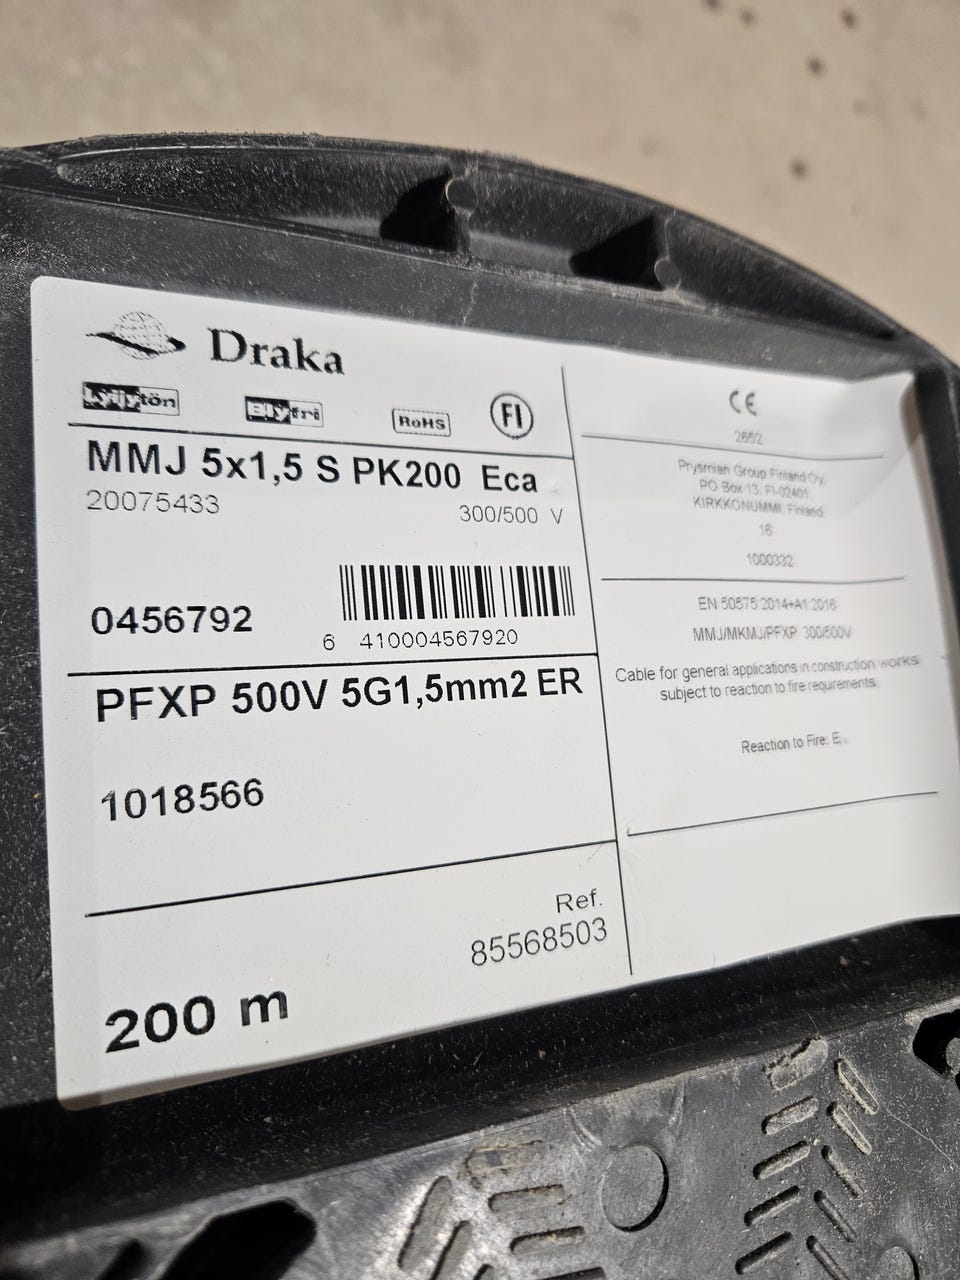 Draka
Lyijytön
Blyfri
RoHS
FI
MMJ 5x1,5 S PK200 Eca
20075433
300/500 V
0456792
6 410004567920
PFXP 500V 5G1,5mm2 ER
1018566
Ref.
85568503
200 m
CE
2662
Prysmian Group Finland Oy,
PO Box 13, FI-02401
KIRKKONUMMI, Finland
16
1000332
EN 50575:2014+A1:2016
MMJ/MKMJ/PFXP 300/500V
Cable for general applications in construction works
subject to reaction to fire requirements.
Reaction to Fire: Eca